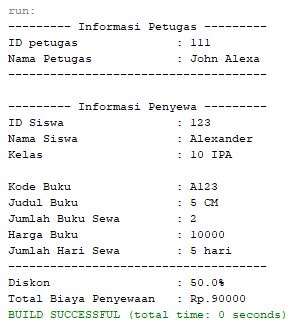 run:
--------- Informasi Petugas ---------
ID petugas : 111
Nama Petugas : John Alexa
-------------------------------------
--------- Informasi Penyewa ---------
ID Siswa : 123
Nama Siswa : Alexander
Kelas : 10 IPA
Kode Buku : A123
Judul Buku : 5 CM
Jumlah Buku Sewa : 2
Harga Buku : 10000
Jumlah Hari Sewa : 5 hari
-------------------------------------
Diskon : 50.0%
Total Biaya Penyewaan : Rp.90000
BUILD SUCCESSFUL (total time: 0 seconds)